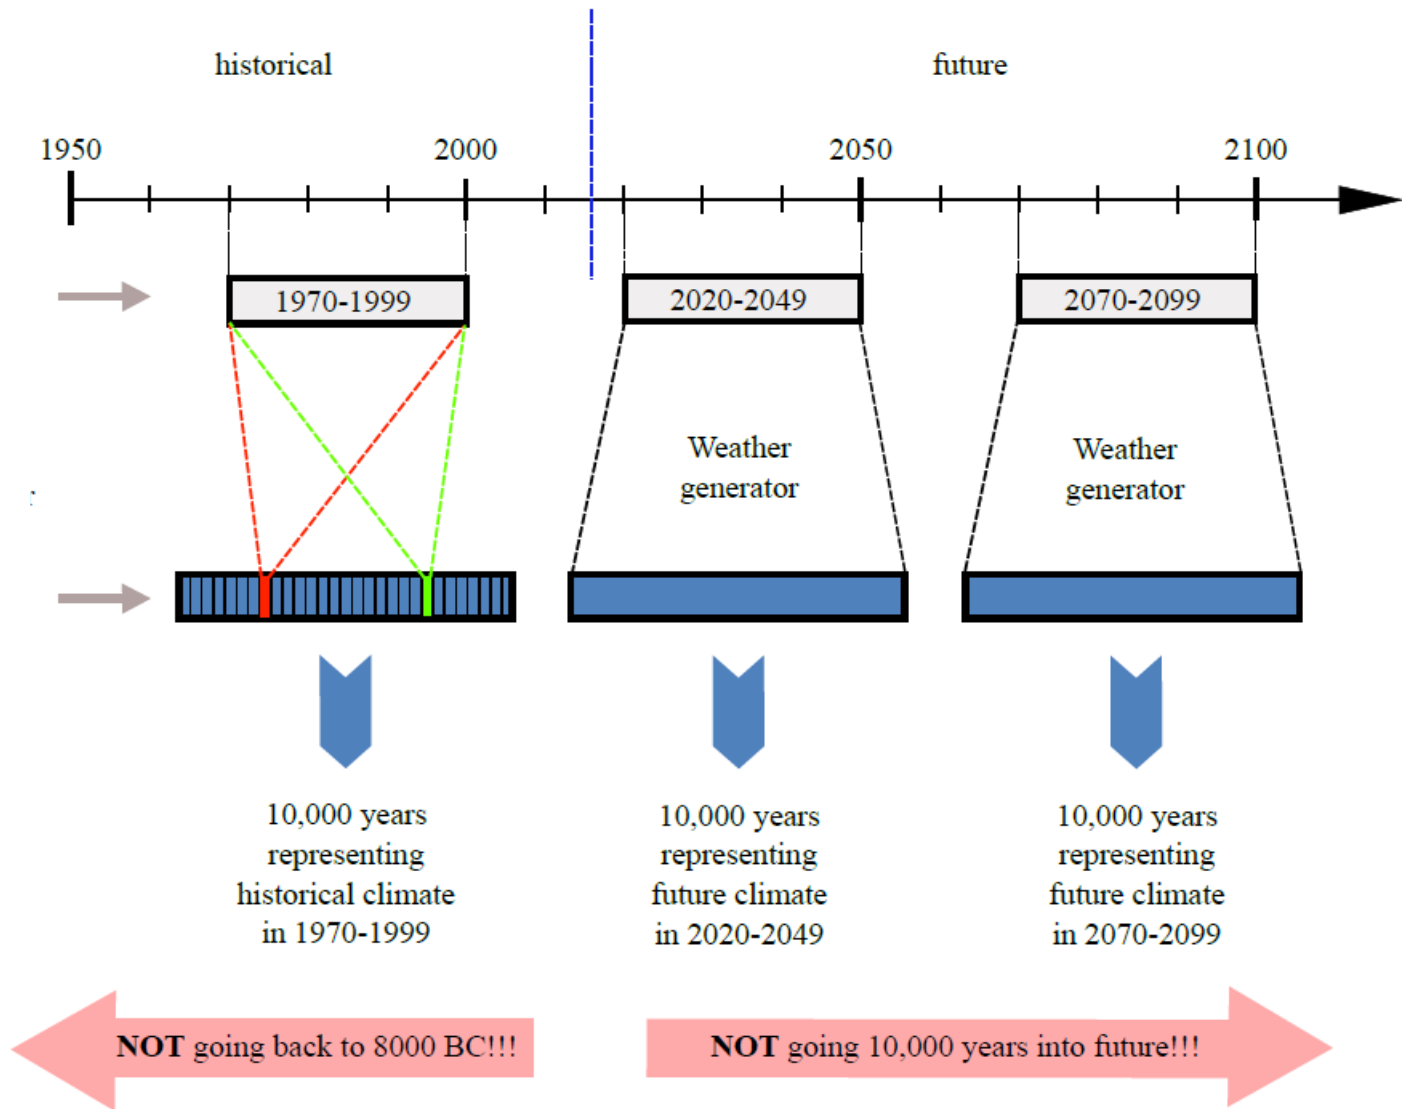 historical
future
1950
2000
2050
2100
1970-1999
2020-2049
2070-2099
Weather
generator
Weather
generator
10,000 years
representing
historical climate
in 1970-1999
10,000 years
representing
future climate
in 2020-2049
10,000 years
representing
future climate
in 2070-2099
NOT going back to 8000 BC!!!
NOT going 10,000 years into future!!!